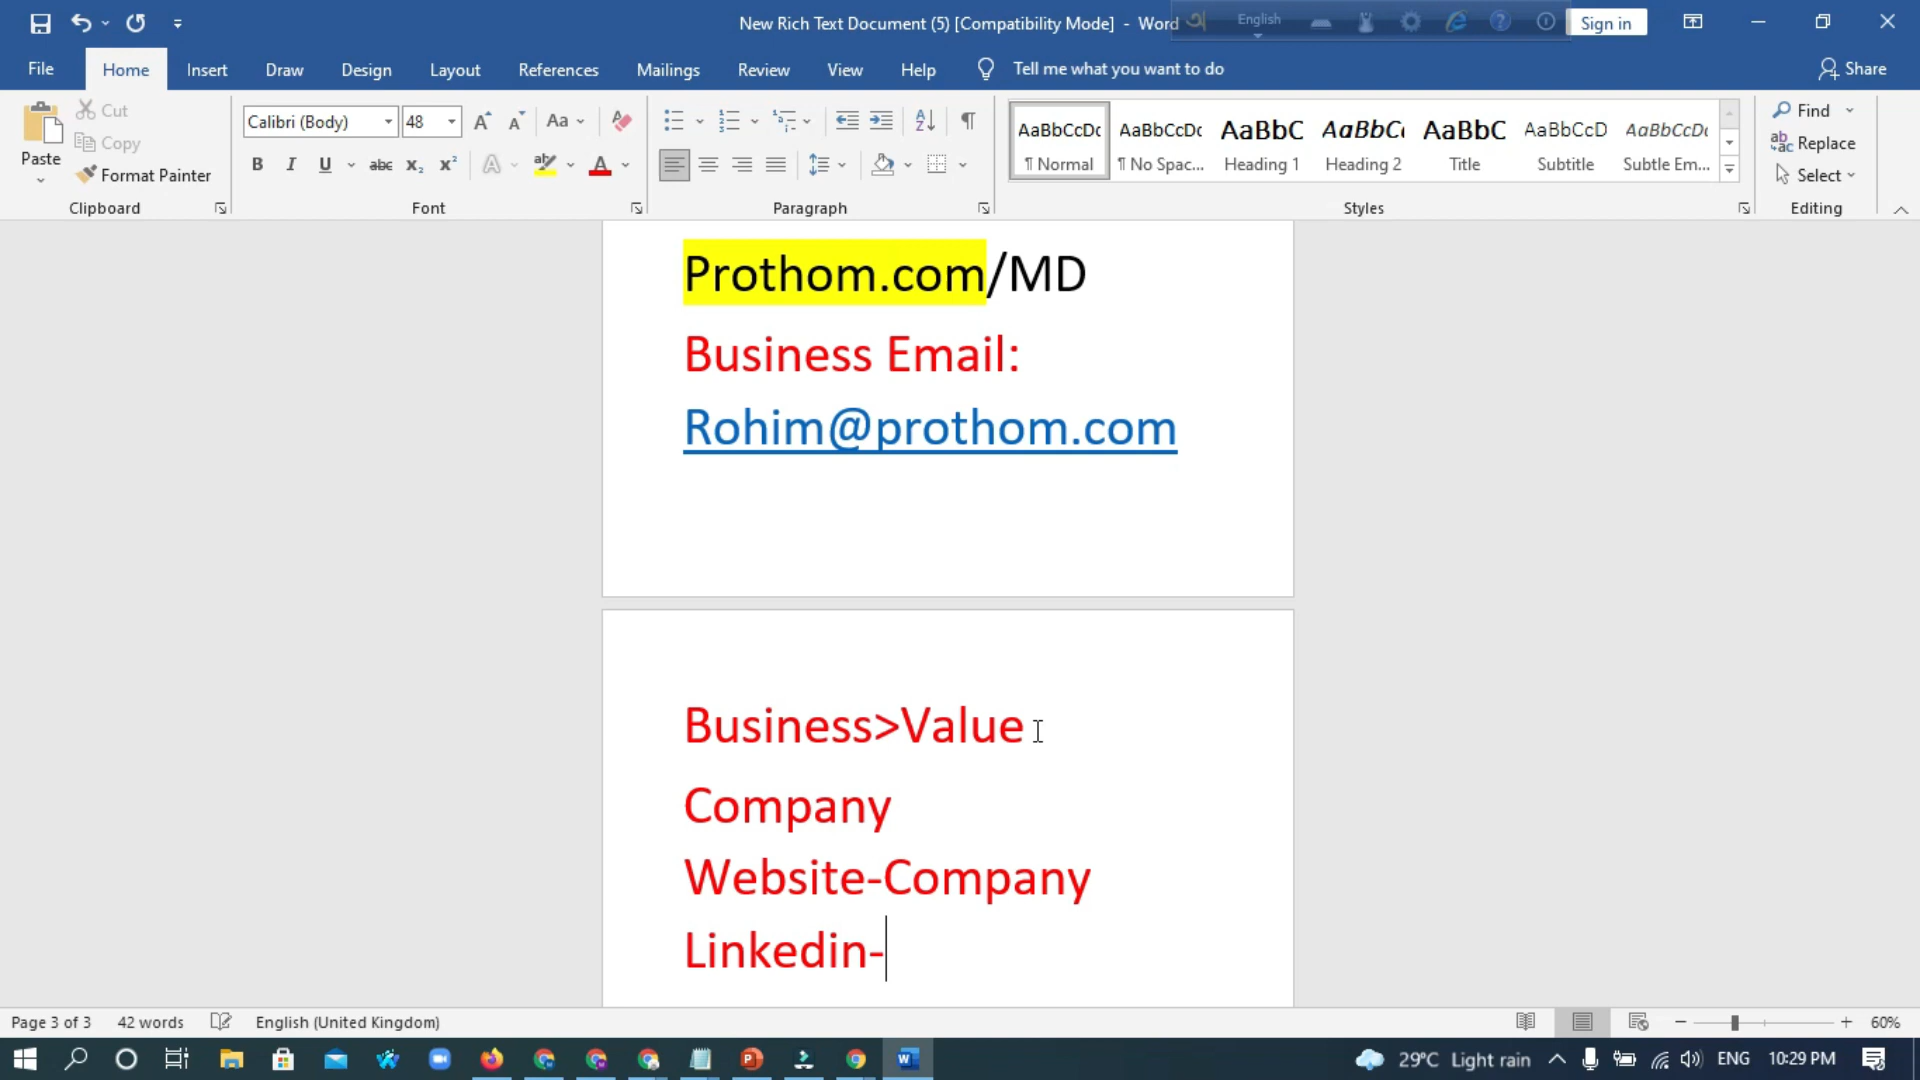 New Rich Text Document (5) [Compatibility Mode] - Word
English
Sign in
File
Home
Insert
Draw
Design
Layout
References
Mailings
Review
View
Help
Tell me what you want to do
Share
Paste
Cut
Copy
Format Painter
Clipboard
Calibri (Body)
48
Font
Paragraph
AaBbCcDc
¶ Normal
AaBbCcDc
¶ No Spac...
AaBbC
Heading 1
AaBbC
Heading 2
AaBbC
Title
AaBbCcD
Subtitle
AaBbCcDc
Subtle Em...
Styles
Find
Replace
Select
Editing
Prothom.com/MD
Business Email:
Rohim@prothom.com
Business>Value
Company
Website-Company
Linkedin-
Page 3 of 3
42 words
English (United Kingdom)
60%
29°C Light rain
ENG
10:29 PM